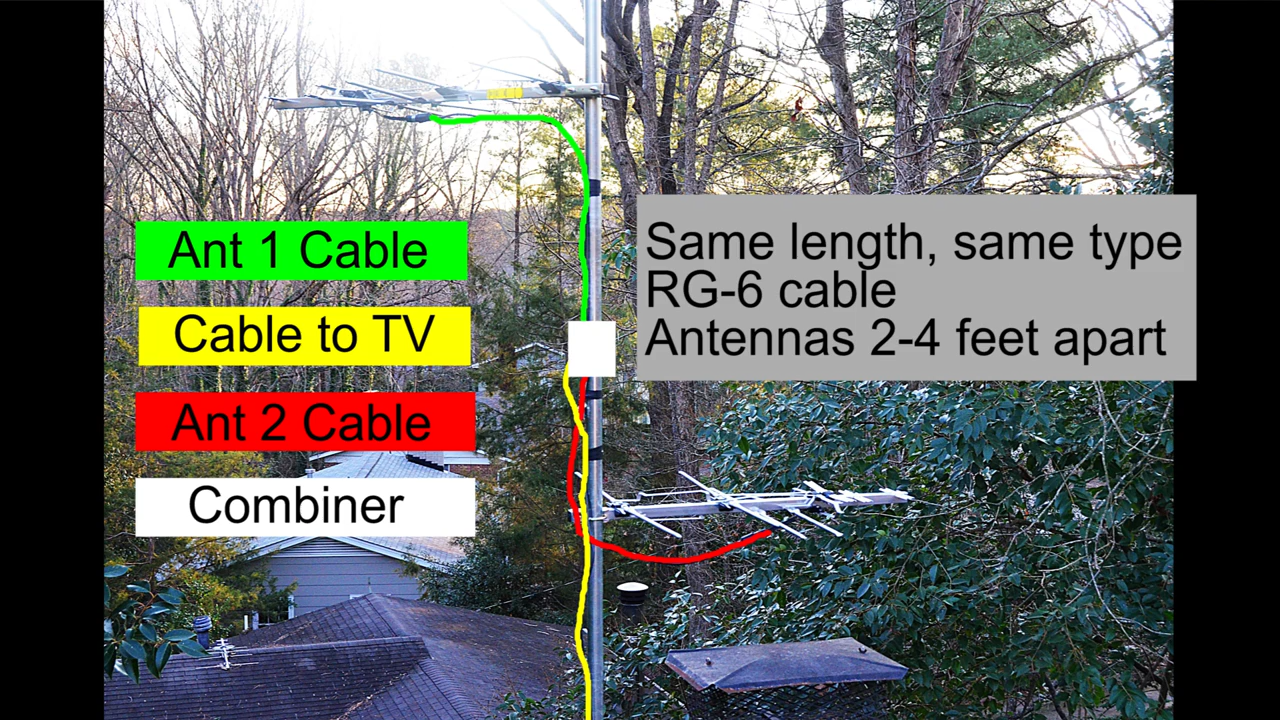 Ant 1 Cable
Cable to TV
Ant 2 Cable
Combiner
Same length, same type
RG-6 cable
Antennas 2-4 feet apart